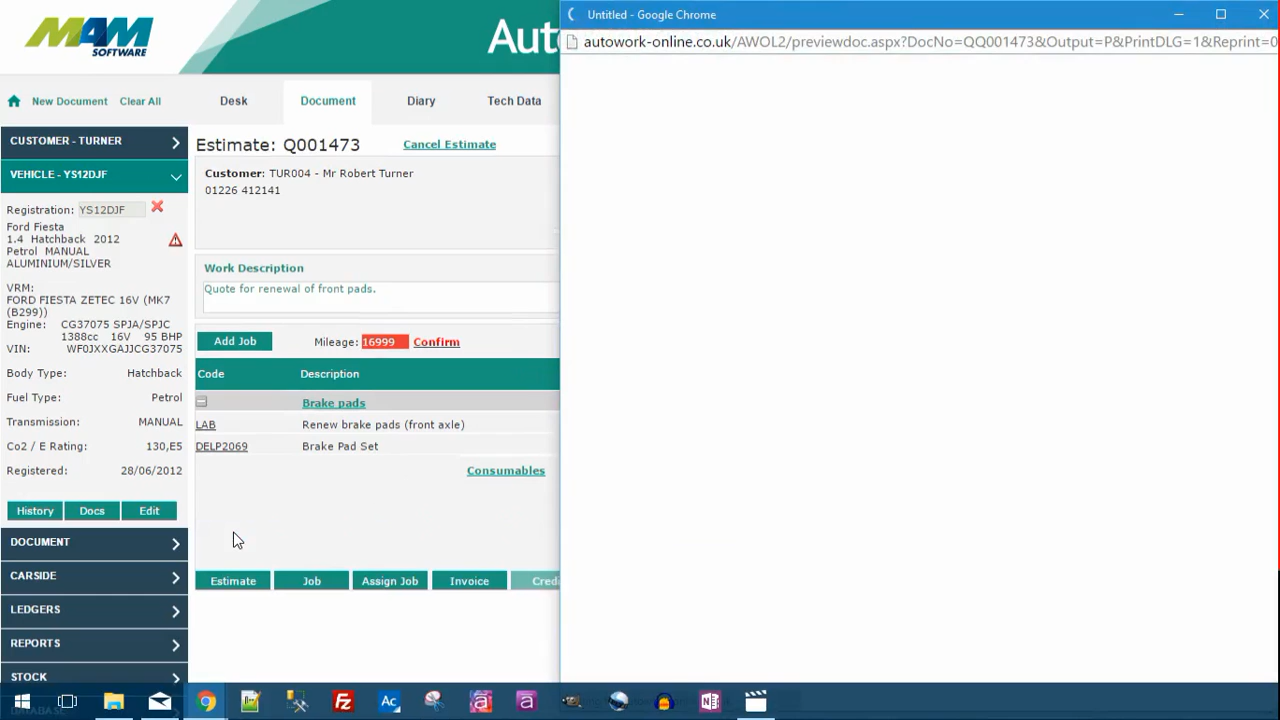 MAM
SOFTWARE
Auto
Untitled - Google Chrome
autowork-online.co.uk/AWOL2/previewdoc.aspx?DocNo=QQ001473&Output=P&PrintDLG=1&Reprint=0
New Document Clear All
Desk Document Diary Tech Data
CUSTOMER - TURNER
Estimate: Q001473 Cancel Estimate
VEHICLE - YS12DJF
Customer: TUR004 - Mr Robert Turner
01226 412141
Registration: YS12DJF
Ford Fiesta
1.4 Hatchback 2012
Petrol MANUAL
ALUMINIUM/SILVER
VRM:
FORD FIESTA ZETEC 16V (MK7
(B299))
Engine: CG37075 SPJA/SPJC
1388cc 16V 95 BHP
VIN: WF0JXXGAJJCG37075
Body Type: Hatchback
Fuel Type: Petrol
Transmission: MANUAL
Co2 / E Rating: 130,E5
Registered: 28/06/2012
History Docs Edit
Work Description
Quote for renewal of front pads.
Add Job Mileage: 16999 Confirm
Code Description
Brake pads
LAB Renew brake pads (front axle)
DELP2069 Brake Pad Set
Consumables
DOCUMENT
CARSIDE
LEDGERS
REPORTS
STOCK
Estimate Job Assign Job Invoice Credi